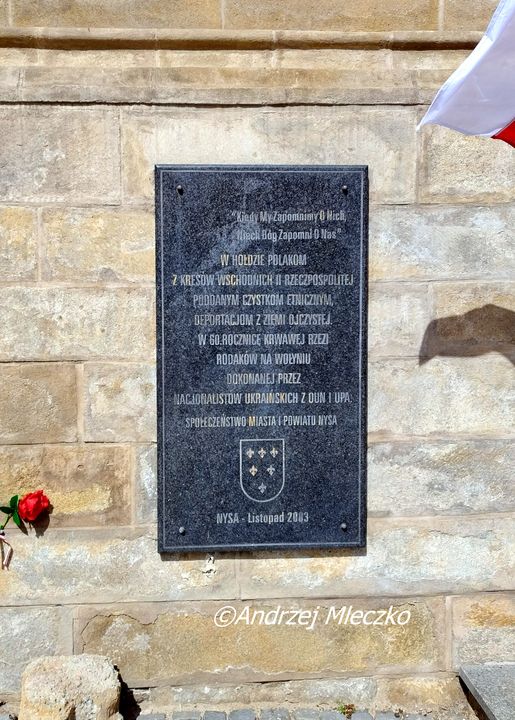 "Kiedy My Zapomnimy O Nich,
Niech Bóg Zapomni O Nas"
W HOŁDZIE POLAKOM
Z KRESÓW WSCHODNICH II RZECZPOSPOLITEJ
PODDANYM CZYSTKOM ETNICZNYM,
DEPORTACJOM Z ZIEMI OJCZYSTEJ.
W 60.ROCZNICĘ KRWAWEJ RZEZI
RODAKÓW NA WOŁYNIU
DOKONANEJ PRZEZ
NACJONALISTÓW UKRAIŃSKICH Z OUN I UPA.
SPOŁECZEŃSTWO MIASTA I POWIATU NYSA
NYSA - Listopad 2003
©Andrzej Mleczko